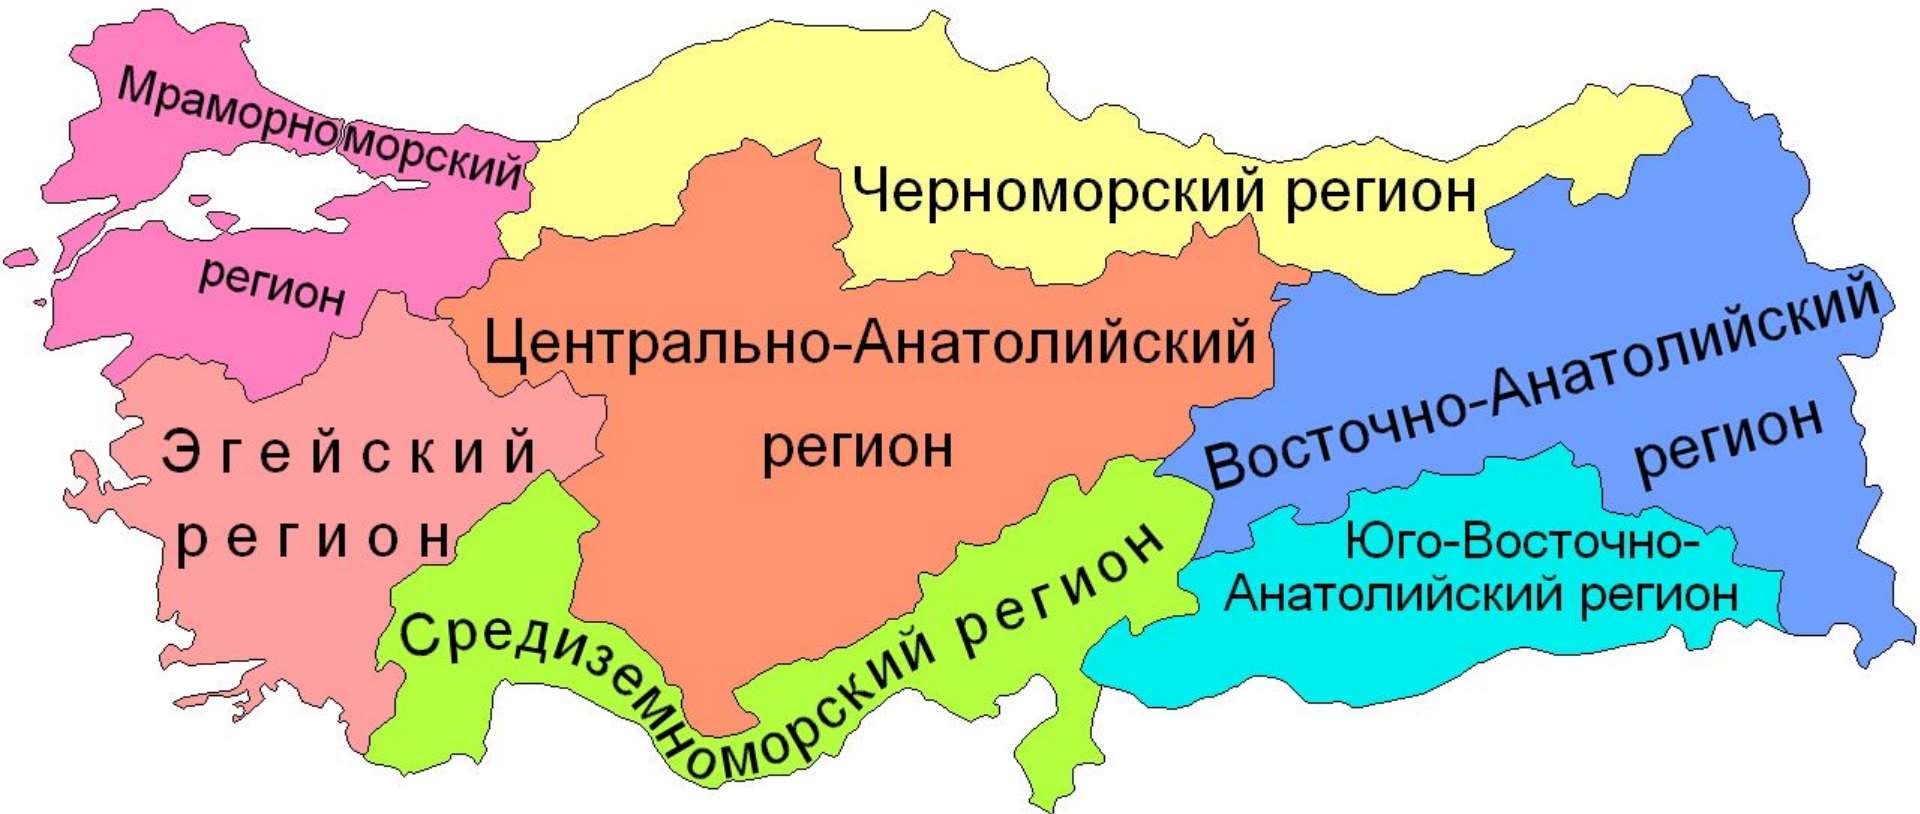 Мраморноморский
регион
Черноморский регион
Центрально-Анатолийский
регион
Восточно-Анатолийский
регион
Эгейский
регион
Средиземноморский регион
Юго-Восточно-
Анатолийский регион